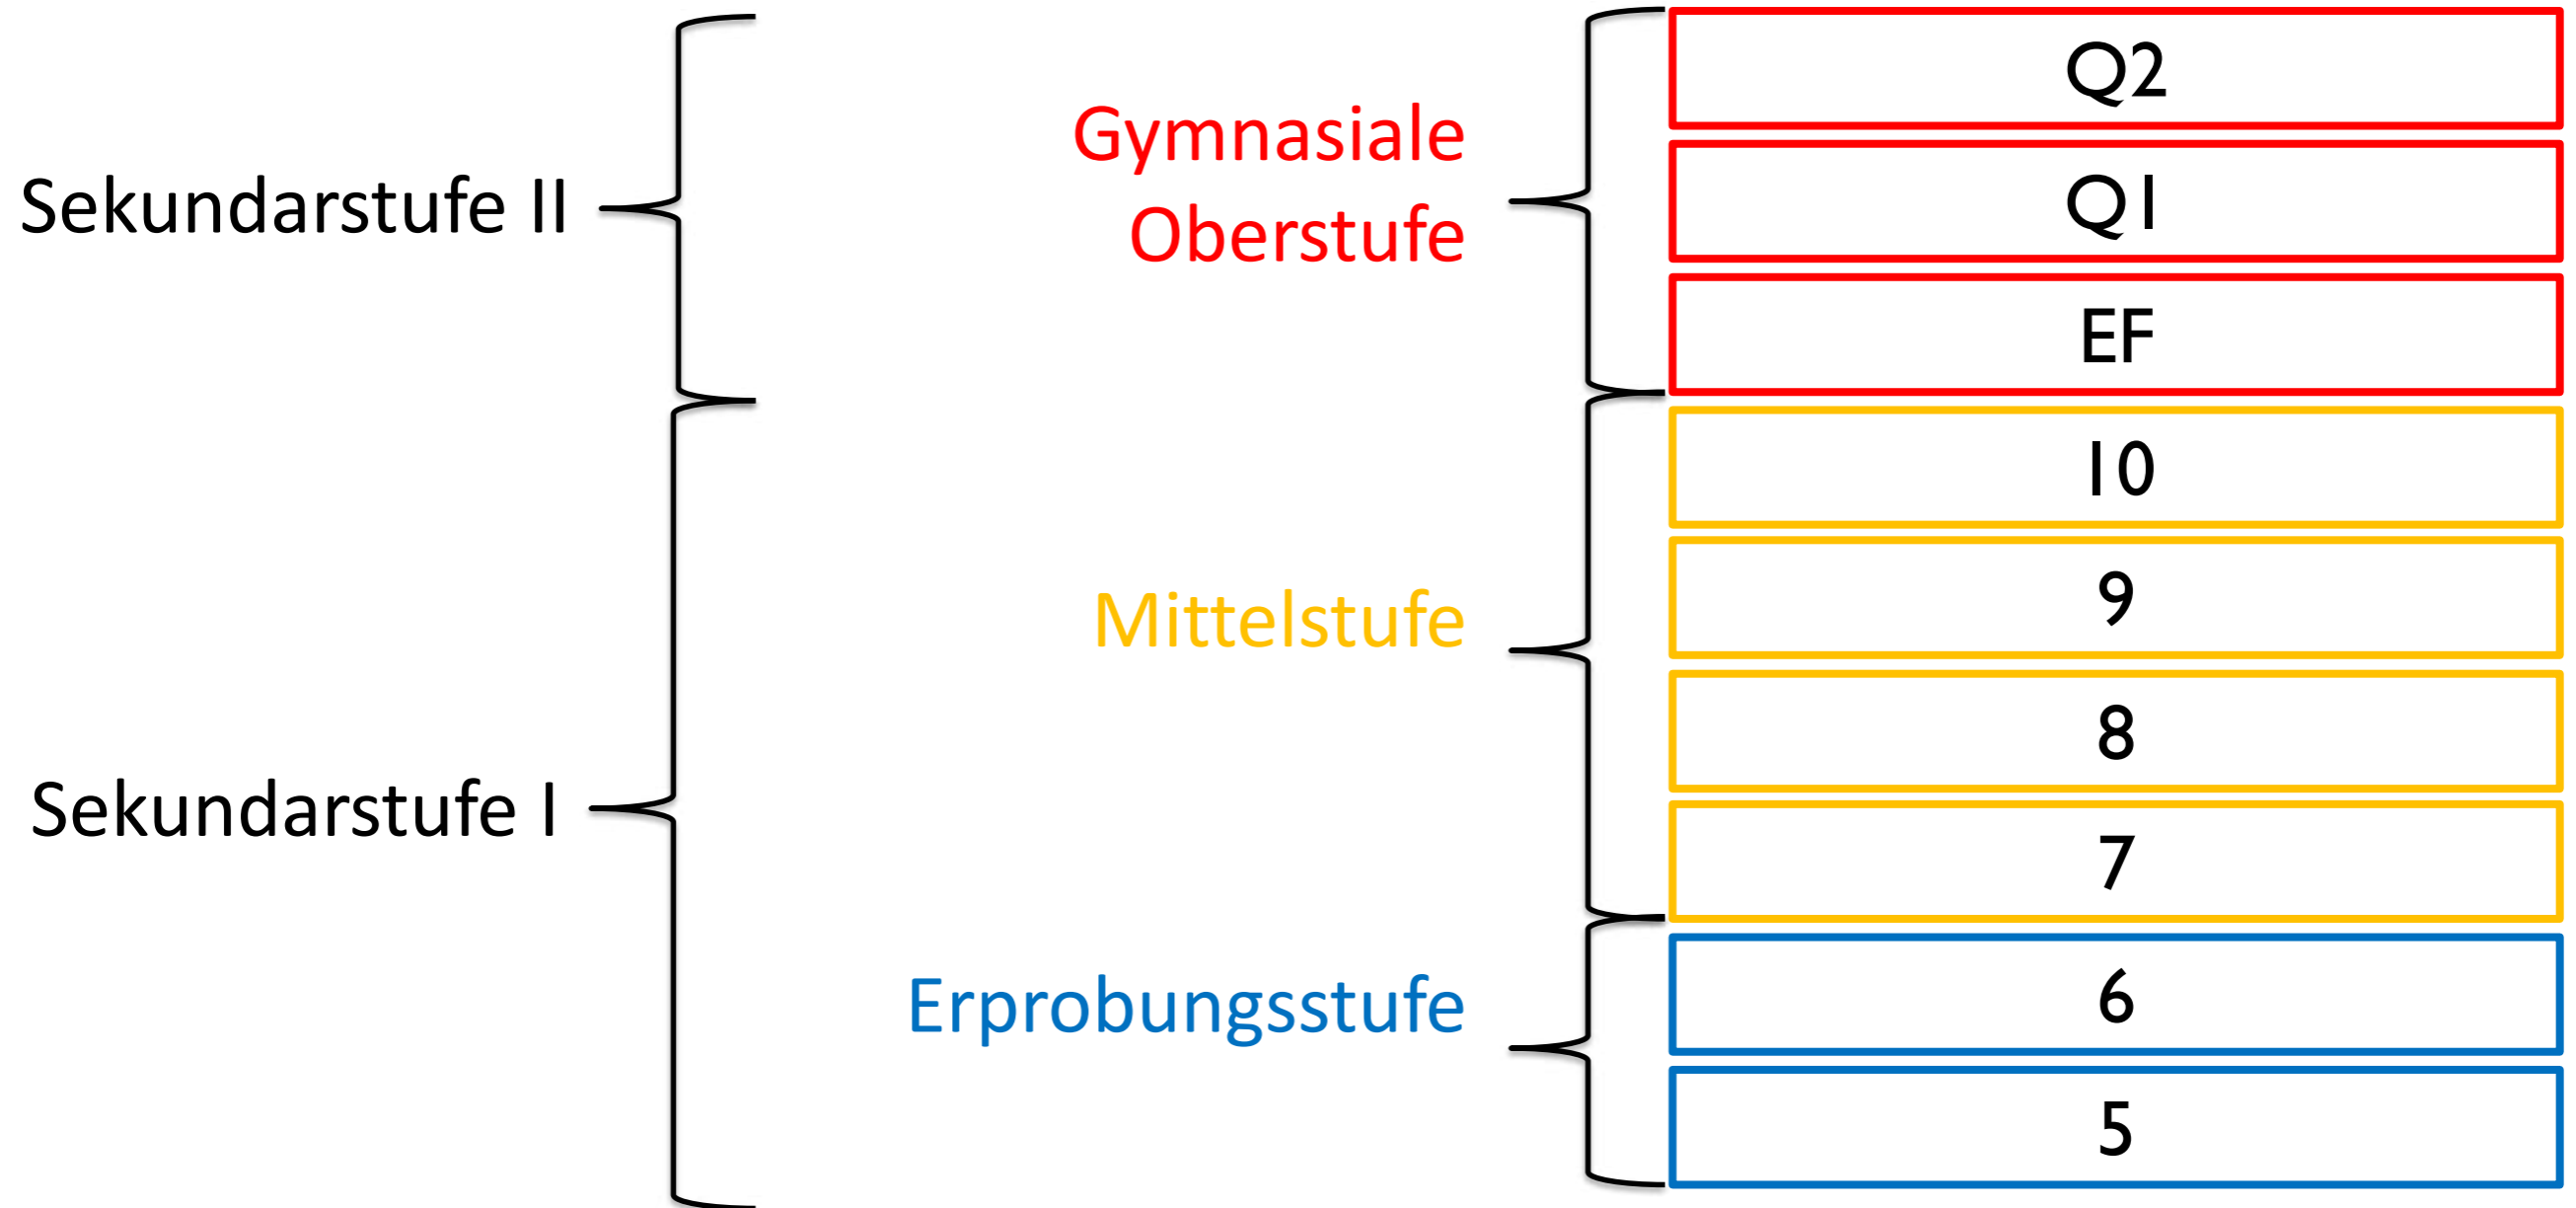 Sekundarstufe II
Gymnasiale
Oberstufe
Q2
Q1
EF
Sekundarstufe I
Mittelstufe
10
9
8
7
Erprobungsstufe
6
5